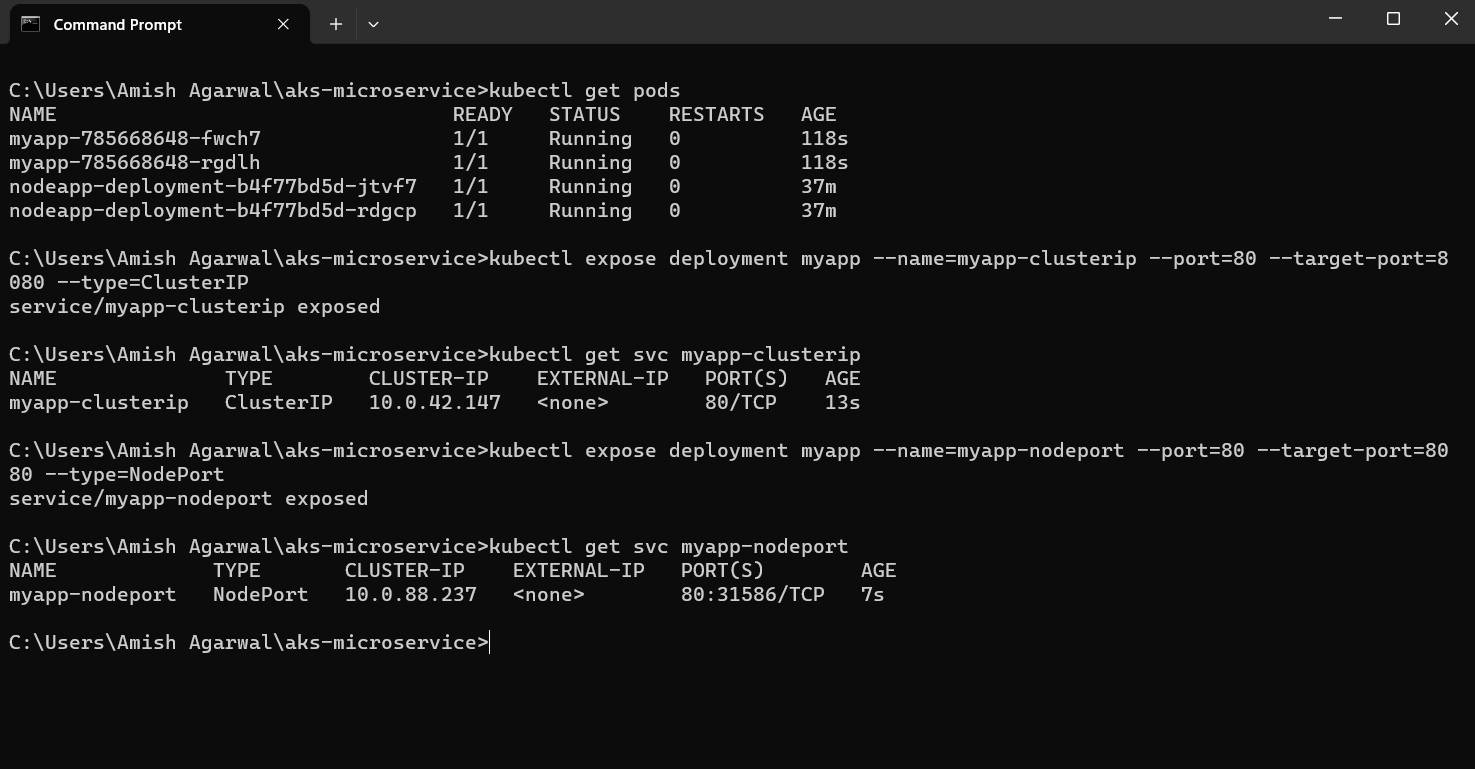 Command Prompt
C:\Users\Amish Agarwal\aks-microservice>kubectl get pods
NAME                                 READY   STATUS    RESTARTS   AGE
myapp-785668648-fwch7                1/1     Running   0          118s
myapp-785668648-rgdlh                1/1     Running   0          118s
nodeapp-deployment-b4f77bd5d-jtvf7   1/1     Running   0          37m
nodeapp-deployment-b4f77bd5d-rdgcp   1/1     Running   0          37m
C:\Users\Amish Agarwal\aks-microservice>kubectl expose deployment myapp --name=myapp-clusterip --port=80 --target-port=8
080 --type=ClusterIP
service/myapp-clusterip exposed
C:\Users\Amish Agarwal\aks-microservice>kubectl get svc myapp-clusterip
NAME              TYPE        CLUSTER-IP    EXTERNAL-IP   PORT(S)   AGE
myapp-clusterip   ClusterIP   10.0.42.147   <none>        80/TCP    13s
C:\Users\Amish Agarwal\aks-microservice>kubectl expose deployment myapp --name=myapp-nodeport --port=80 --target-port=80
80 --type=NodePort
service/myapp-nodeport exposed
C:\Users\Amish Agarwal\aks-microservice>kubectl get svc myapp-nodeport
NAME             TYPE       CLUSTER-IP    EXTERNAL-IP   PORT(S)        AGE
myapp-nodeport   NodePort   10.0.88.237   <none>        80:31586/TCP   7s
C:\Users\Amish Agarwal\aks-microservice>